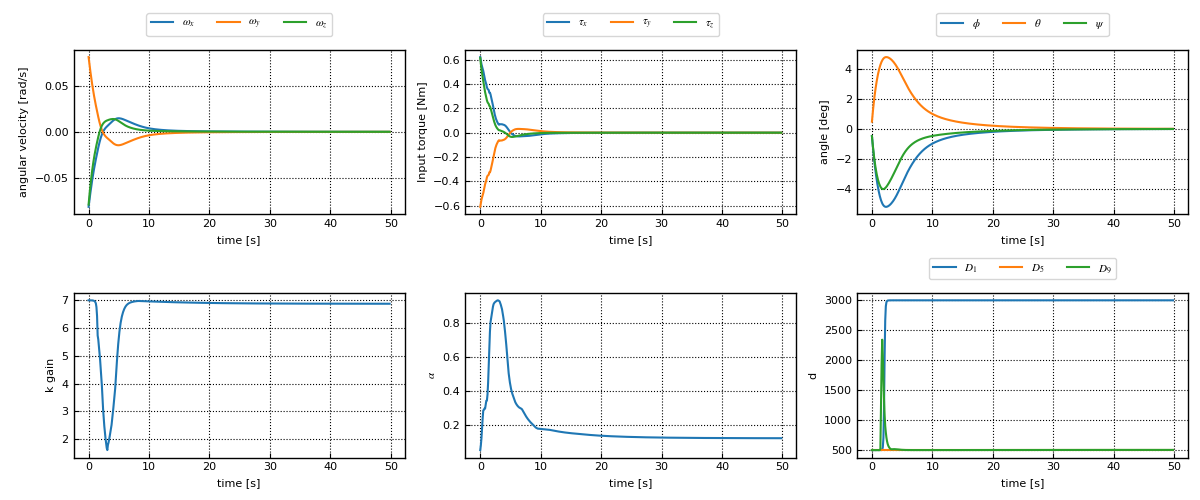 ωx ωy ωz
angular velocity [rad/s]
0.05
0.00
−0.05
0 10 20 30 40 50
time [s]
τx τy τz
Input torque [Nm]
0.6
0.4
0.2
0.0
−0.2
−0.4
−0.6
0 10 20 30 40 50
time [s]
ϕ θ ψ
angle [deg]
4
2
0
−2
−4
0 10 20 30 40 50
time [s]
k gain
7
6
5
4
3
2
0 10 20 30 40 50
time [s]
α
0.8
0.6
0.4
0.2
0 10 20 30 40 50
time [s]
D1 D5 D9
d
3000
2500
2000
1500
1000
500
0 10 20 30 40 50
time [s]